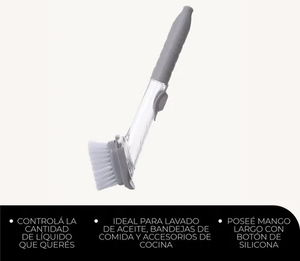 • CONTROLÁ LA
CANTIDAD
DE LÍQUIDO
QUE QUERÉS
• IDEAL PARA LAVADO
DE ACEITE, BANDEJAS DE
COMIDA Y ACCESORIOS DE
COCINA
• POSEÉ MANGO
LARGO CON
BOTÓN DE
SILICONA